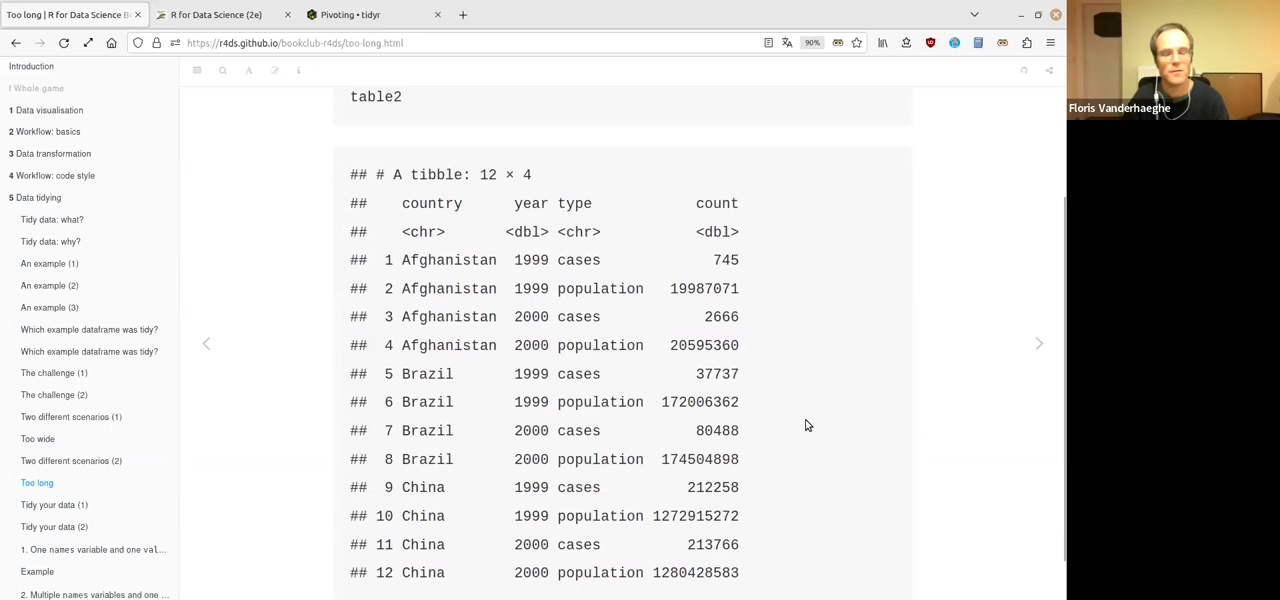 Too long | R for Data Science B
R for Data Science (2e)
Pivoting • tidyr
https://r4ds.github.io/bookclub-r4ds/too-long.html
90%
Floris Vanderhaeghe
Introduction
I Whole game
1 Data visualisation
2 Workflow: basics
3 Data transformation
4 Workflow: code style
5 Data tidying
Tidy data: what?
Tidy data: why?
An example (1)
An example (2)
An example (3)
Which example dataframe was tidy?
Which example dataframe was tidy?
The challenge (1)
The challenge (2)
Two different scenarios (1)
Too wide
Two different scenarios (2)
Too long
Tidy your data (1)
Tidy your data (2)
1. One names variable and one val...
Example
2. Multiple names variables and one ...
table2
## # A tibble: 12 × 4
## country year type count
## <chr> <dbl> <chr> <dbl>
## 1 Afghanistan 1999 cases 745
## 2 Afghanistan 1999 population 19987071
## 3 Afghanistan 2000 cases 2666
## 4 Afghanistan 2000 population 20595360
## 5 Brazil 1999 cases 37737
## 6 Brazil 1999 population 172006362
## 7 Brazil 2000 cases 80488
## 8 Brazil 2000 population 174504898
## 9 China 1999 cases 212258
## 10 China 1999 population 1272915272
## 11 China 2000 cases 213766
## 12 China 2000 population 1280428583